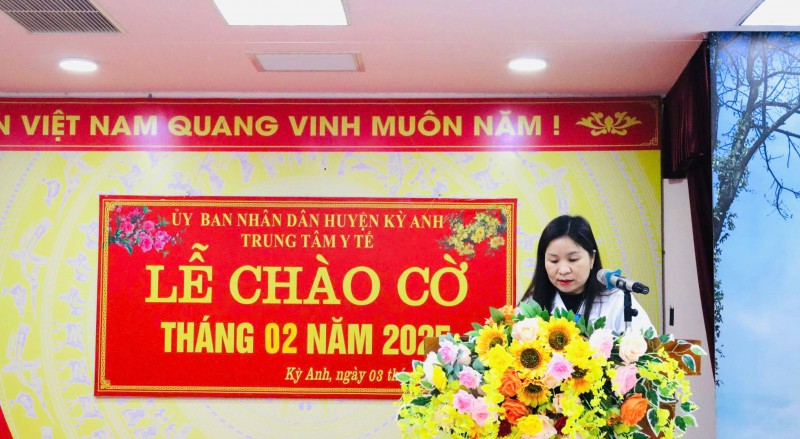 VIỆT NAM QUANG VINH MUÔN NĂM !
ỦY BAN NHÂN DÂN HUYỆN KỲ ANH
TRUNG TÂM Y TẾ
LỄ CHÀO CỜ
THÁNG 02 NĂM 2025
Kỳ Anh, ngày 03